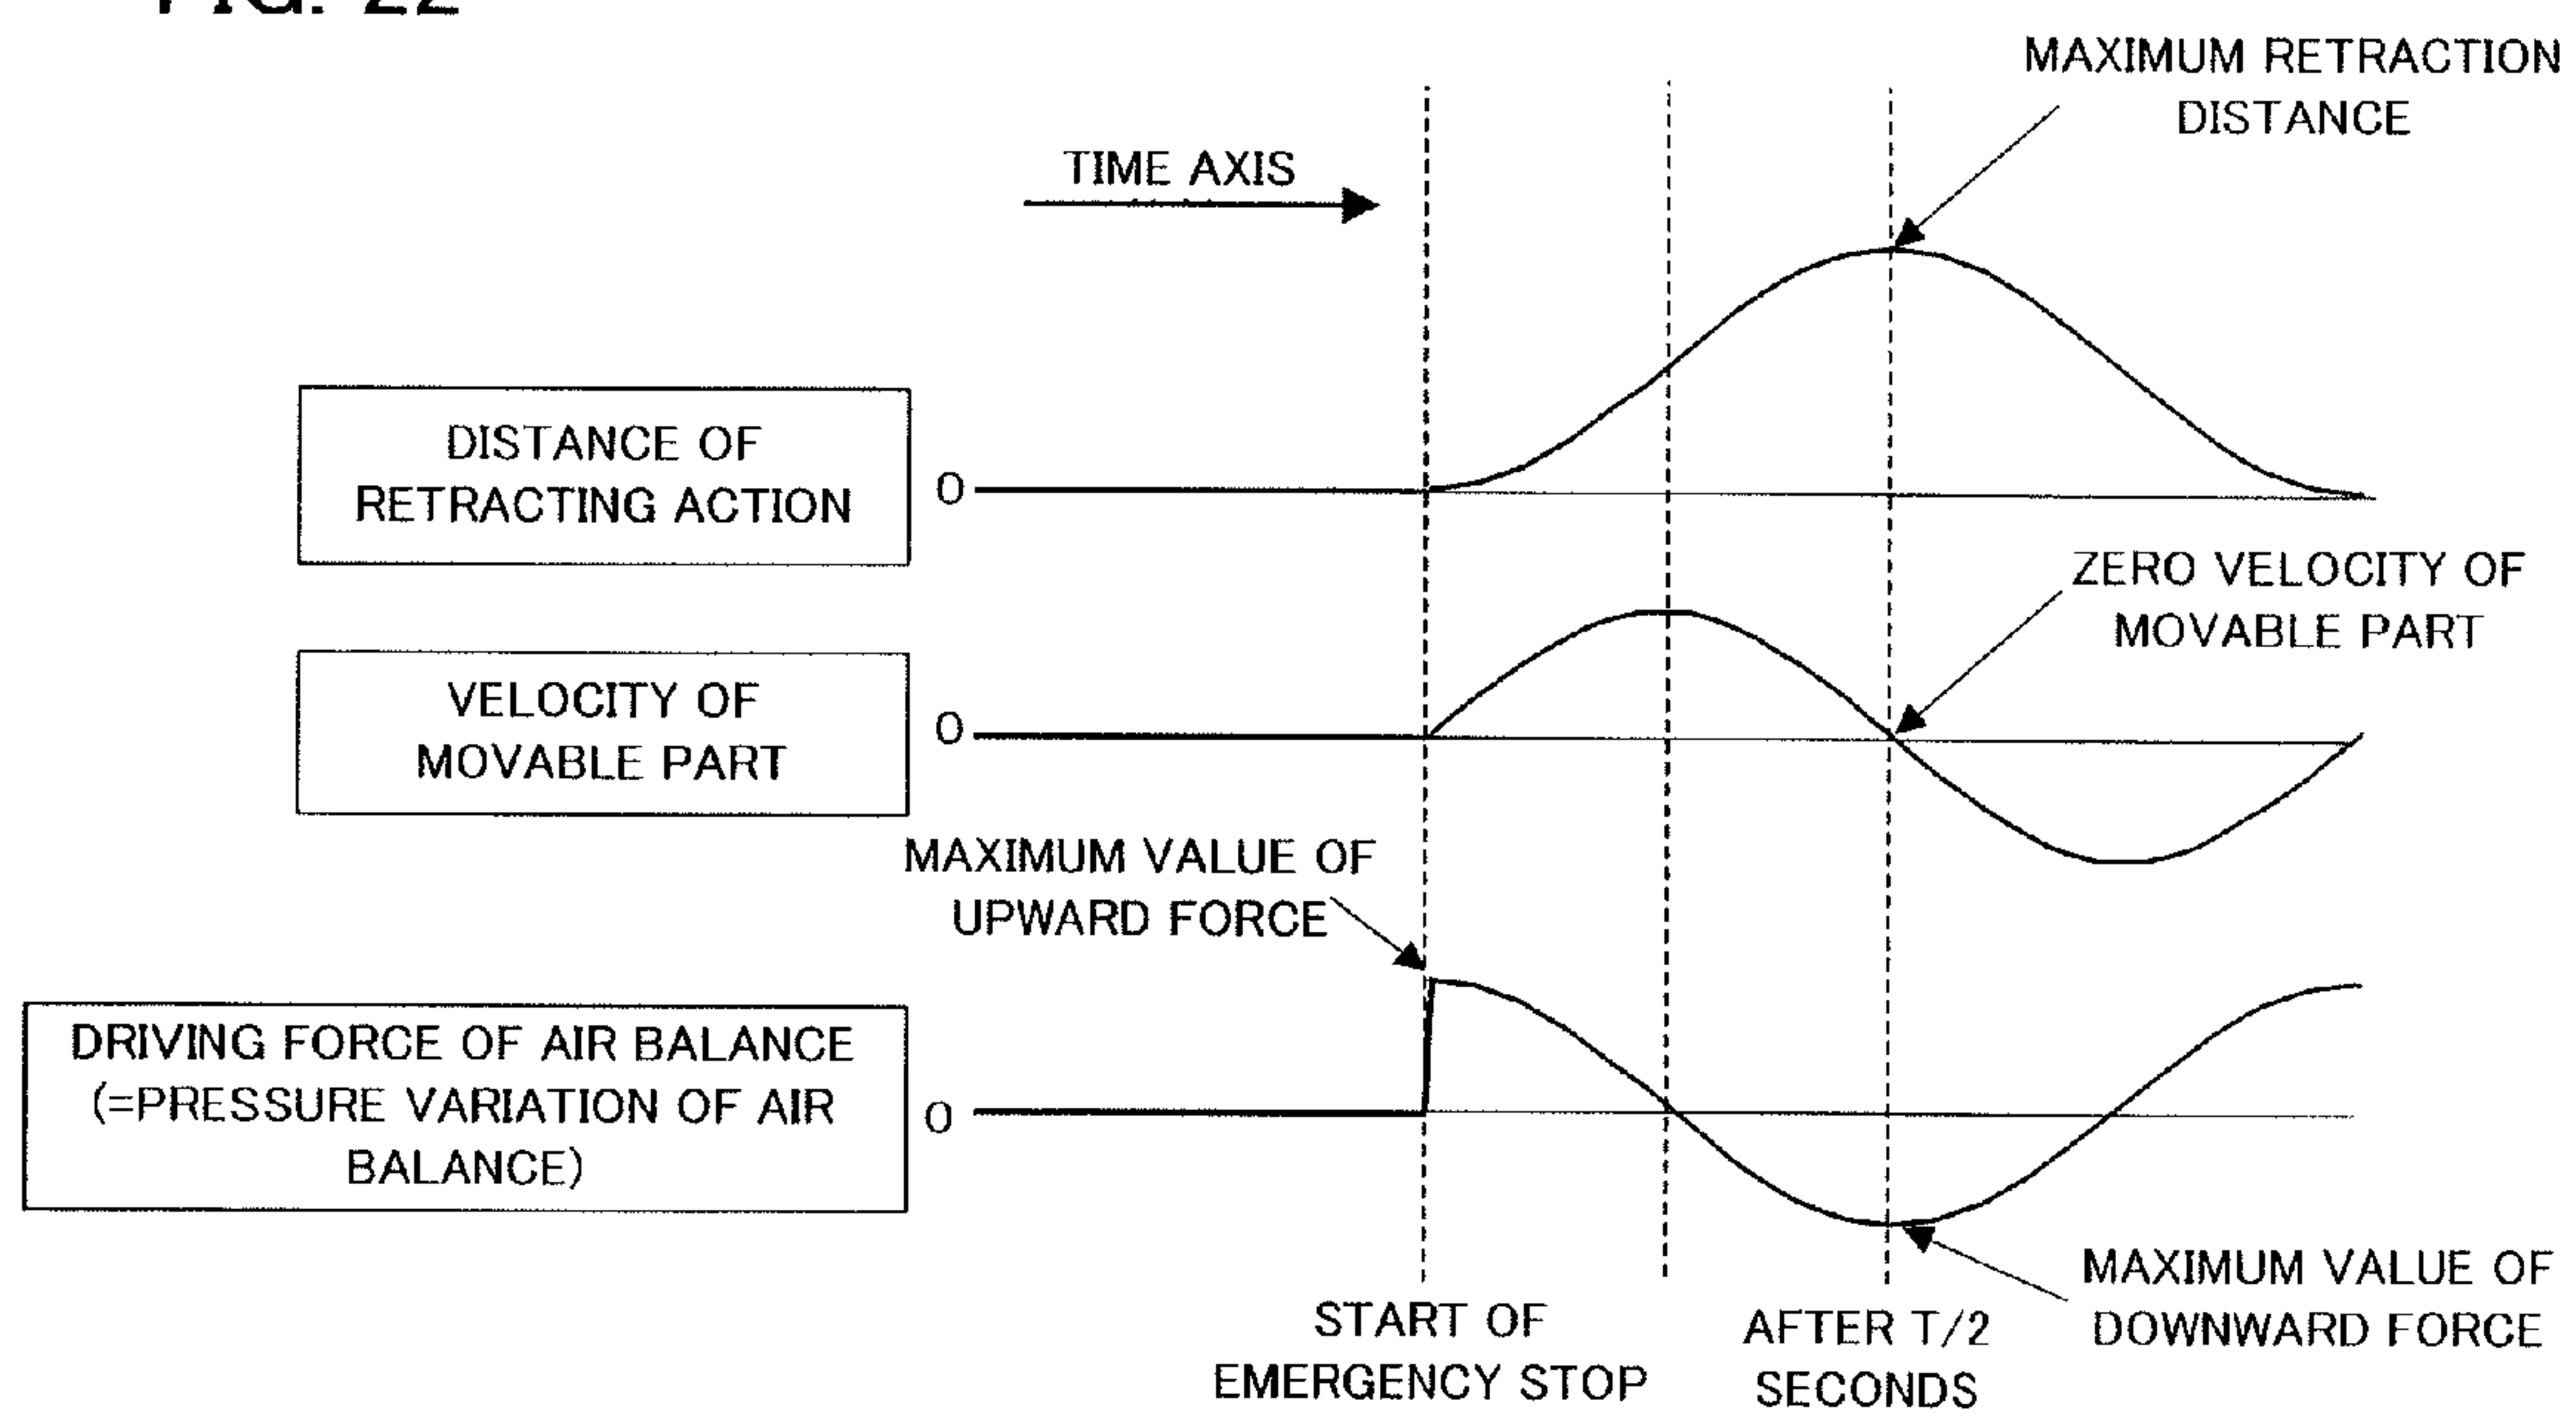 FIG. 22
MAXIMUM RETRACTION
DISTANCE
TIME AXIS
DISTANCE OF
RETRACTING ACTION
0
ZERO VELOCITY OF
MOVABLE PART
VELOCITY OF
MOVABLE PART
0
MAXIMUM VALUE OF
UPWARD FORCE
DRIVING FORCE OF AIR BALANCE
(=PRESSURE VARIATION OF AIR
BALANCE)
0
MAXIMUM VALUE OF
DOWNWARD FORCE
START OF
EMERGENCY STOP
AFTER T/2
SECONDS